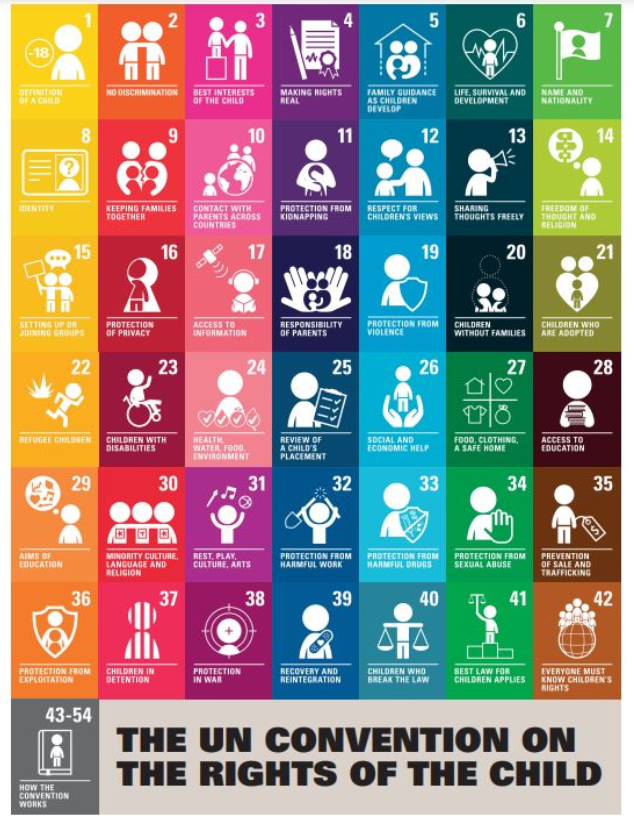 1
-18
DEFINITION
OF A CHILD
2
NO DISCRIMINATION
3
BEST INTERESTS
OF THE CHILD
4
MAKING RIGHTS
REAL
5
FAMILY GUIDANCE
AS CHILDREN
DEVELOP
6
LIFE, SURVIVAL AND
DEVELOPMENT
7
NAME AND
NATIONALITY
8
?
IDENTITY
9
KEEPING FAMILIES
TOGETHER
10
CONTACT WITH
PARENTS ACROSS
COUNTRIES
11
PROTECTION FROM
KIDNAPPING
12
RESPECT FOR
CHILDREN'S VIEWS
13
SHARING
THOUGHTS FREELY
14
FREEDOM OF
THOUGHT AND
RELIGION
15
SETTING UP OR
JOINING GROUPS
16
PROTECTION
OF PRIVACY
17
ACCESS TO
INFORMATION
18
RESPONSIBILITY
OF PARENTS
19
PROTECTION FROM
VIOLENCE
20
CHILDREN
WITHOUT FAMILIES
21
CHILDREN WHO
ARE ADOPTED
22
REFUGEE CHILDREN
23
CHILDREN WITH
DISABILITIES
24
HEALTH,
WATER, FOOD,
ENVIRONMENT
25
REVIEW OF
A CHILD'S
PLACEMENT
26
SOCIAL AND
ECONOMIC HELP
27
FOOD, CLOTHING,
A SAFE HOME
28
ACCESS TO
EDUCATION
29
AIMS OF
EDUCATION
30
MINORITY CULTURE,
LANGUAGE AND
RELIGION
31
REST, PLAY,
CULTURE, ARTS
32
PROTECTION FROM
HARMFUL WORK
33
PROTECTION FROM
HARMFUL DRUGS
34
PROTECTION FROM
SEXUAL ABUSE
35
$
PREVENTION
OF SALE AND
TRAFFICKING
36
PROTECTION FROM
EXPLOITATION
37
CHILDREN IN
DETENTION
38
PROTECTION
IN WAR
39
RECOVERY AND
REINTEGRATION
40
CHILDREN WHO
BREAK THE LAW
41
BEST LAW FOR
CHILDREN APPLIES
42
EVERYONE MUST
KNOW CHILDREN'S
RIGHTS
43-54
HOW THE
CONVENTION
WORKS
THE UN CONVENTION ON
THE RIGHTS OF THE CHILD